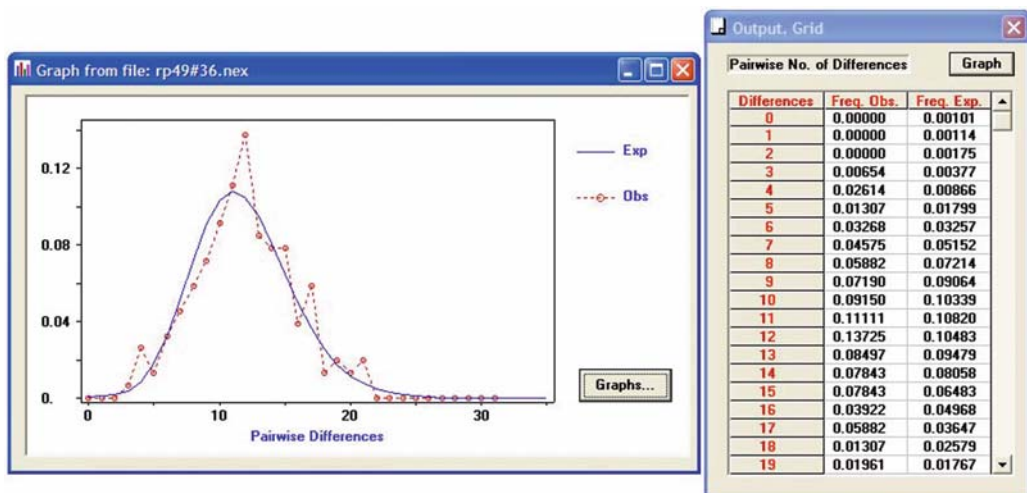 Graph from file: rp49#36.nex
0.12
0.08
0.04
0.
0 10 20 30
Pairwise Differences
Exp
Obs
Graphs...
Output. Grid
Pairwise No. of Differences Graph
Differences Freq. Obs. Freq. Exp.
0 0.00000 0.00101
1 0.00000 0.00114
2 0.00000 0.00175
3 0.00654 0.00377
4 0.02614 0.00866
5 0.01307 0.01799
6 0.03268 0.03257
7 0.04575 0.05152
8 0.05882 0.07214
9 0.07190 0.09064
10 0.09150 0.10339
11 0.11111 0.10820
12 0.13725 0.10483
13 0.08497 0.09479
14 0.07843 0.08058
15 0.07843 0.06483
16 0.03922 0.04968
17 0.05882 0.03647
18 0.01307 0.02579
19 0.01961 0.01767